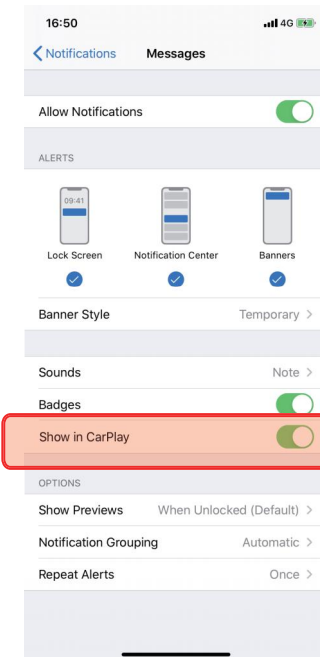 16:50 4G
Notifications Messages
Allow Notifications
ALERTS
09:41
Lock Screen Notification Center Banners
Banner Style Temporary
Sounds Note
Badges
Show in CarPlay
OPTIONS
Show Previews When Unlocked (Default)
Notification Grouping Automatic
Repeat Alerts Once